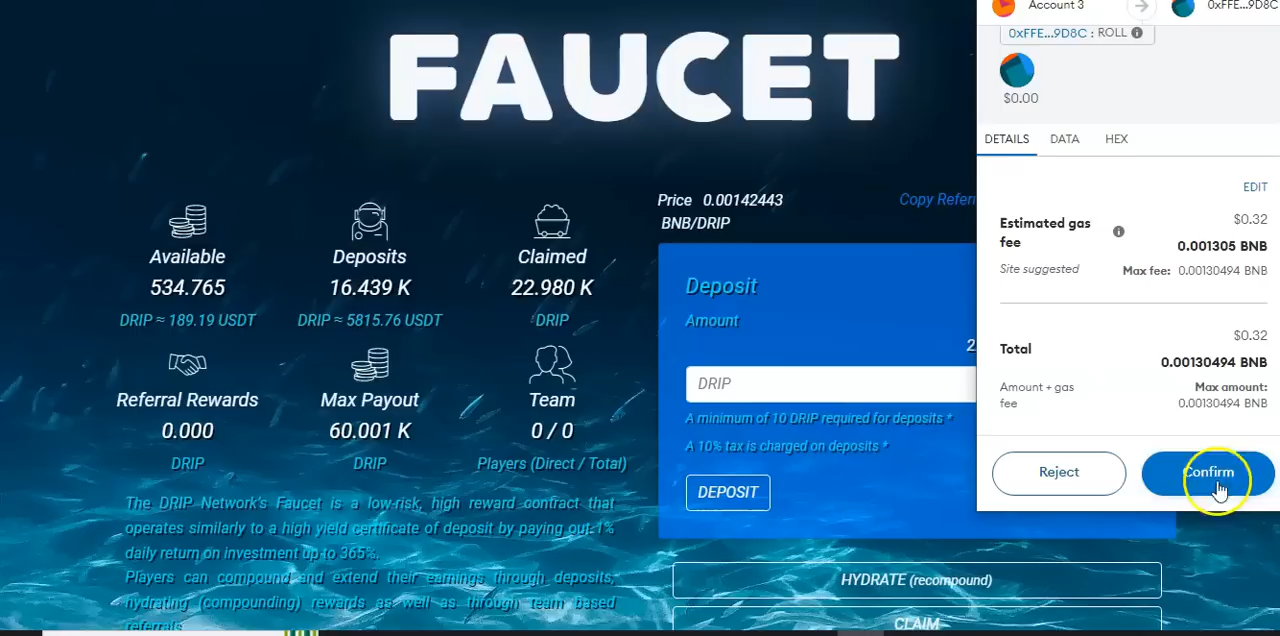 FAUCET
Available
534.765
DRIP ≈ 189.19 USDT
Deposits
16.439 K
DRIP ≈ 5815.76 USDT
Claimed
22.980 K
DRIP
Referral Rewards
0.000
DRIP
Max Payout
60.001 K
DRIP
Team
0 / 0
Players (Direct / Total)
The DRIP Network's Faucet is a low-risk, high reward contract that
operates similarly to a high yield certificate of deposit by paying out 1%
daily return on investment up to 365%.
Players can compound and extend their earnings through deposits,
hydrating (compounding) rewards as well as through team based
referrals.
Price 0.00142443
BNB/DRIP
Copy Refer
Deposit
Amount
2
DRIP
A minimum of 10 DRIP required for deposits *
A 10% tax is charged on deposits *
DEPOSIT
HYDRATE (recompound)
CLAIM
Account 3
0xFFE...9D8C
0xFFE...9D8C : ROLL
$0.00
DETAILS
DATA
HEX
EDIT
Estimated gas
fee
Site suggested
$0.32
0.001305 BNB
Max fee: 0.00130494 BNB
Total
Amount + gas
fee
$0.32
0.00130494 BNB
Max amount:
0.00130494 BNB
Reject
Confirm